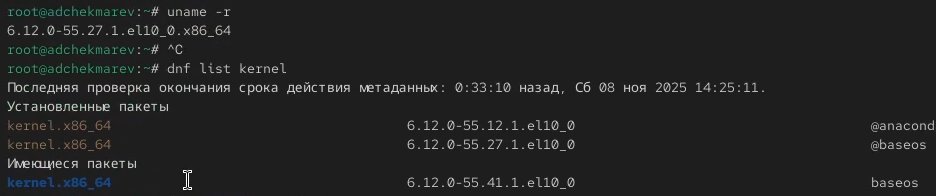 root@adchekmarev:~# uname -r
6.12.0-55.27.1.el10_0.x86_64
root@adchekmarev:~# ^C
root@adchekmarev:~# dnf list kernel
Последняя проверка окончания срока действия метаданных: 0:33:10 назад, Сб 08 ноя 2025 14:25:11.
Установленные пакеты
kernel.x86_64 6.12.0-55.12.1.el10_0 @anacond
kernel.x86_64 6.12.0-55.27.1.el10_0 @baseos
Имеющиеся пакеты
kernel.x86_64 6.12.0-55.41.1.el10_0 baseos